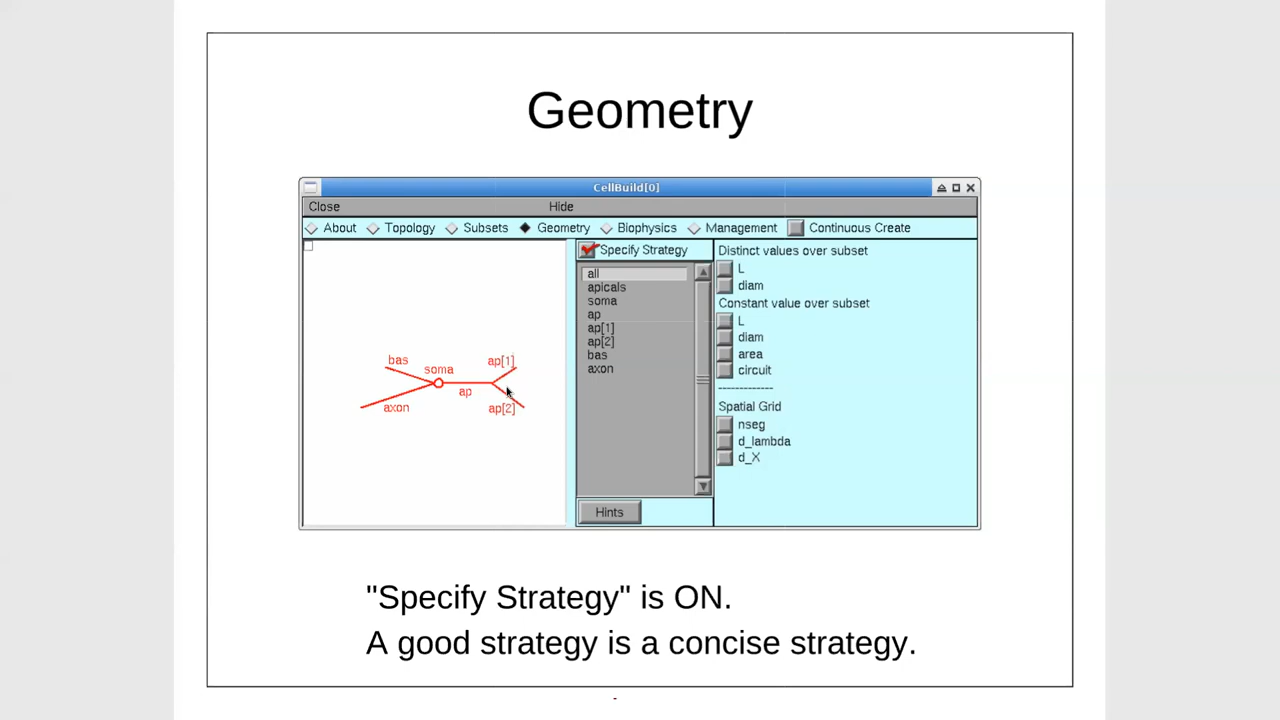 Geometry
CellBuild[0]
Close Hide
About Topology Subsets Geometry Biophysics Management Continuous Create
Specify Strategy
all
apicals
soma
ap
ap[1]
ap[2]
bas
axon
Hints
bas
soma
ap[1]
ap
axon
ap[2]
Distinct values over subset
L
diam
Constant value over subset
L
diam
area
circuit
-------------
Spatial Grid
nseg
d_lambda
d_X
"Specify Strategy" is ON.
A good strategy is a concise strategy.
-